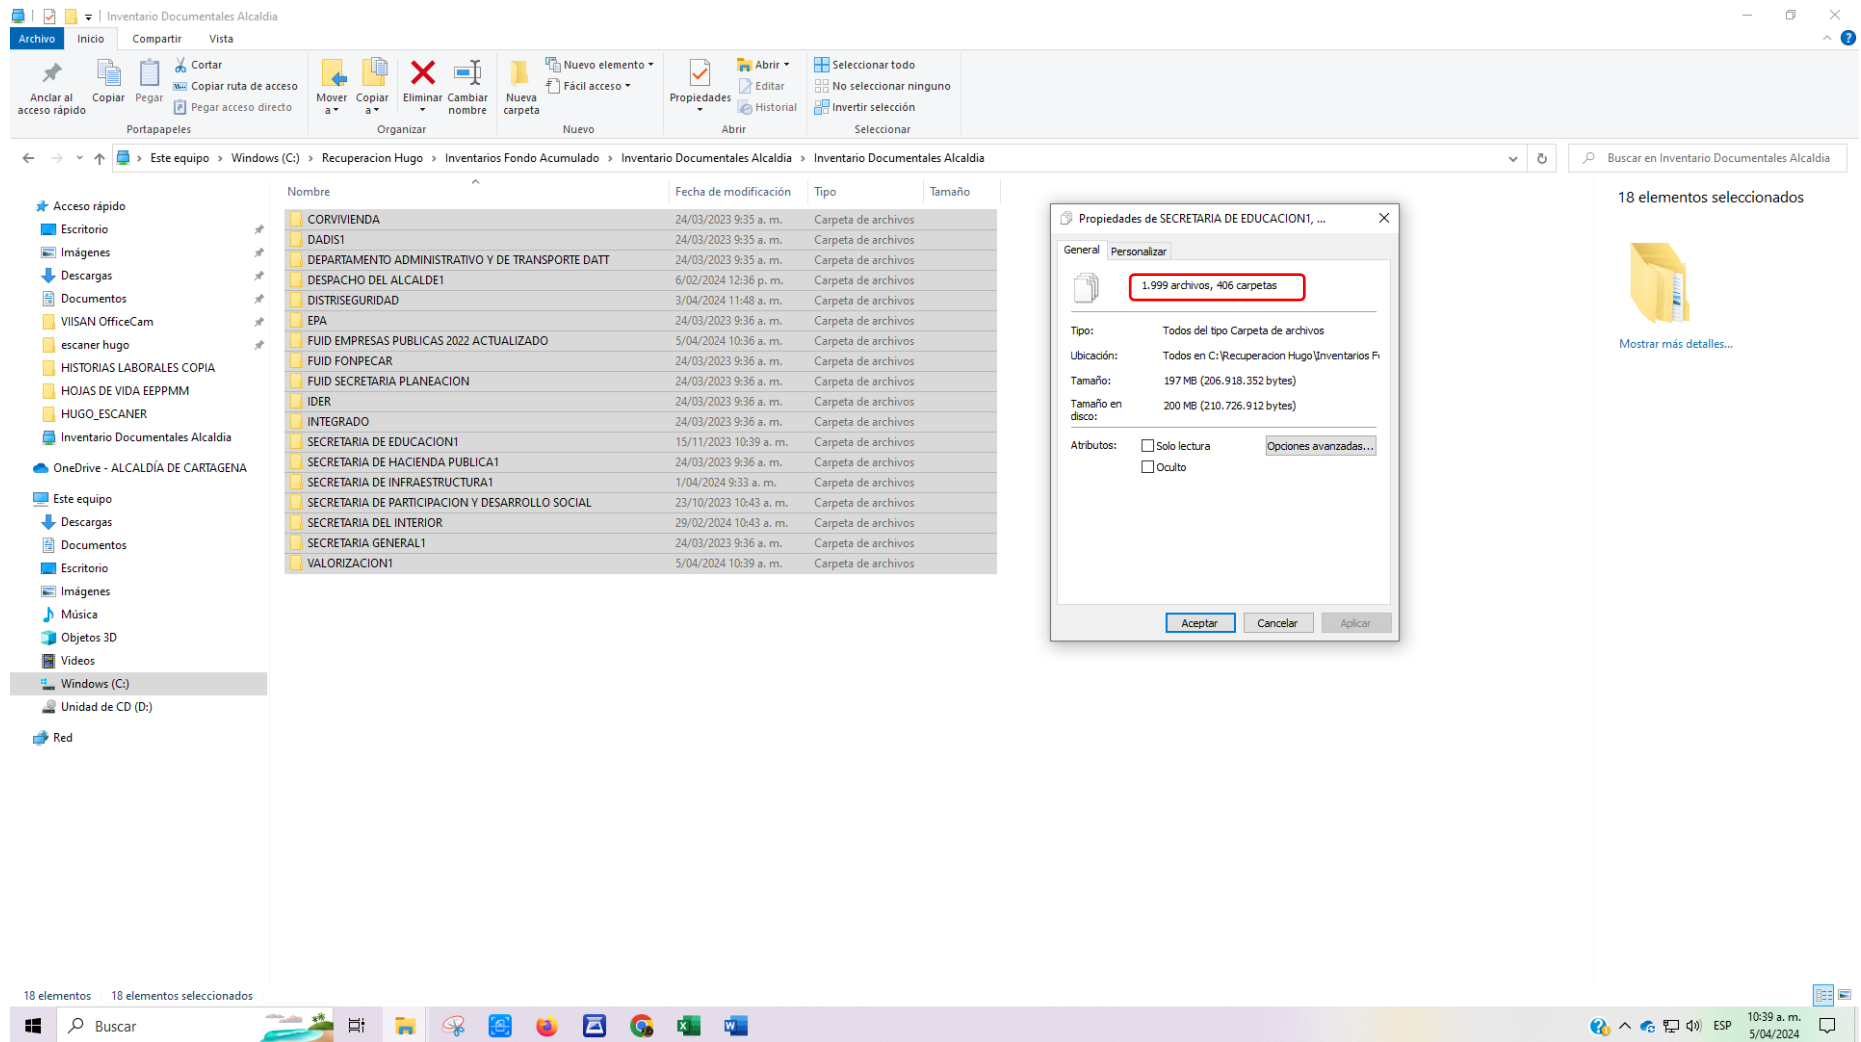 Inventario Documentales Alcaldia
Archivo Inicio Compartir Vista
Anclar al acceso rápido
Copiar
Pegar
Cortar
Copiar ruta de acceso
Pegar acceso directo
Portapapeles
Mover a
Copiar a
Eliminar
Cambiar nombre
Organizar
Nueva carpeta
Nuevo elemento
Fácil acceso
Nuevo
Propiedades
Abrir
Editar
Historial
Abrir
Seleccionar todo
No seleccionar ninguno
Invertir selección
Seleccionar
Este equipo > Windows (C:) > Recuperacion Hugo > Inventarios Fondo Acumulado > Inventario Documentales Alcaldia > Inventario Documentales Alcaldia
Buscar en Inventario Documentales Alcaldia
Acceso rápido
Escritorio
Imágenes
Descargas
Documentos
VIISAN OfficeCam
escaner hugo
HISTORIAS LABORALES COPIA
HOJAS DE VIDA EEPPMM
HUGO_ESCANER
Inventario Documentales Alcaldia
OneDrive - ALCALDÍA DE CARTAGENA
Este equipo
Descargas
Documentos
Escritorio
Imágenes
Música
Objetos 3D
Videos
Windows (C:)
Unidad de CD (D:)
Red
Nombre Fecha de modificación Tipo Tamaño
CORVIVIENDA 24/03/2023 9:35 a. m. Carpeta de archivos
DADIS1 24/03/2023 9:35 a. m. Carpeta de archivos
DEPARTAMENTO ADMINISTRATIVO Y DE TRANSPORTE DATT 24/03/2023 9:35 a. m. Carpeta de archivos
DESPACHO DEL ALCALDE1 6/02/2024 12:36 p. m. Carpeta de archivos
DISTRISEGURIDAD 3/04/2024 11:48 a. m. Carpeta de archivos
EPA 24/03/2023 9:36 a. m. Carpeta de archivos
FUID EMPRESAS PUBLICAS 2022 ACTUALIZADO 5/04/2024 10:36 a. m. Carpeta de archivos
FUID FONPECAR 24/03/2023 9:36 a. m. Carpeta de archivos
FUID SECRETARIA PLANEACION 24/03/2023 9:36 a. m. Carpeta de archivos
IDER 24/03/2023 9:36 a. m. Carpeta de archivos
INTEGRADO 24/03/2023 9:36 a. m. Carpeta de archivos
SECRETARIA DE EDUCACION1 15/11/2023 10:39 a. m. Carpeta de archivos
SECRETARIA DE HACIENDA PUBLICA1 24/03/2023 9:36 a. m. Carpeta de archivos
SECRETARIA DE INFRAESTRUCTURA1 1/04/2024 9:33 a. m. Carpeta de archivos
SECRETARIA DE PARTICIPACION Y DESARROLLO SOCIAL 23/10/2023 10:43 a. m. Carpeta de archivos
SECRETARIA DEL INTERIOR 29/02/2024 10:43 a. m. Carpeta de archivos
SECRETARIA GENERAL1 24/03/2023 9:36 a. m. Carpeta de archivos
VALORIZACION1 5/04/2024 10:39 a. m. Carpeta de archivos
Propiedades de SECRETARIA DE EDUCACION1, ...
General Personalizar
1.999 archivos, 406 carpetas
Tipo: Todos del tipo Carpeta de archivos
Ubicación: Todos en C:\Recuperacion Hugo\Inventarios F
Tamaño: 197 MB (206.918.352 bytes)
Tamaño en disco: 200 MB (210.726.912 bytes)
Atributos: Solo lectura Opciones avanzadas...
Oculto
Aceptar Cancelar Aplicar
18 elementos seleccionados
Mostrar más detalles...
18 elementos 18 elementos seleccionados
Buscar
ESP
10:39 a. m.
5/04/2024